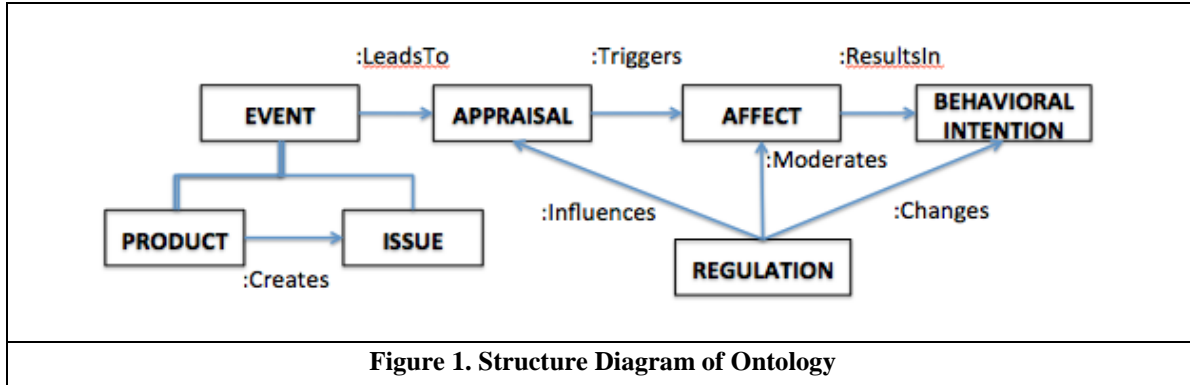 :LeadsTo :Triggers :ResultsIn
EVENT APPRAISAL AFFECT BEHAVIORAL
INTENTION
:Moderates
:Influences :Changes
PRODUCT ISSUE
REGULATION
:Creates
Figure 1. Structure Diagram of Ontology